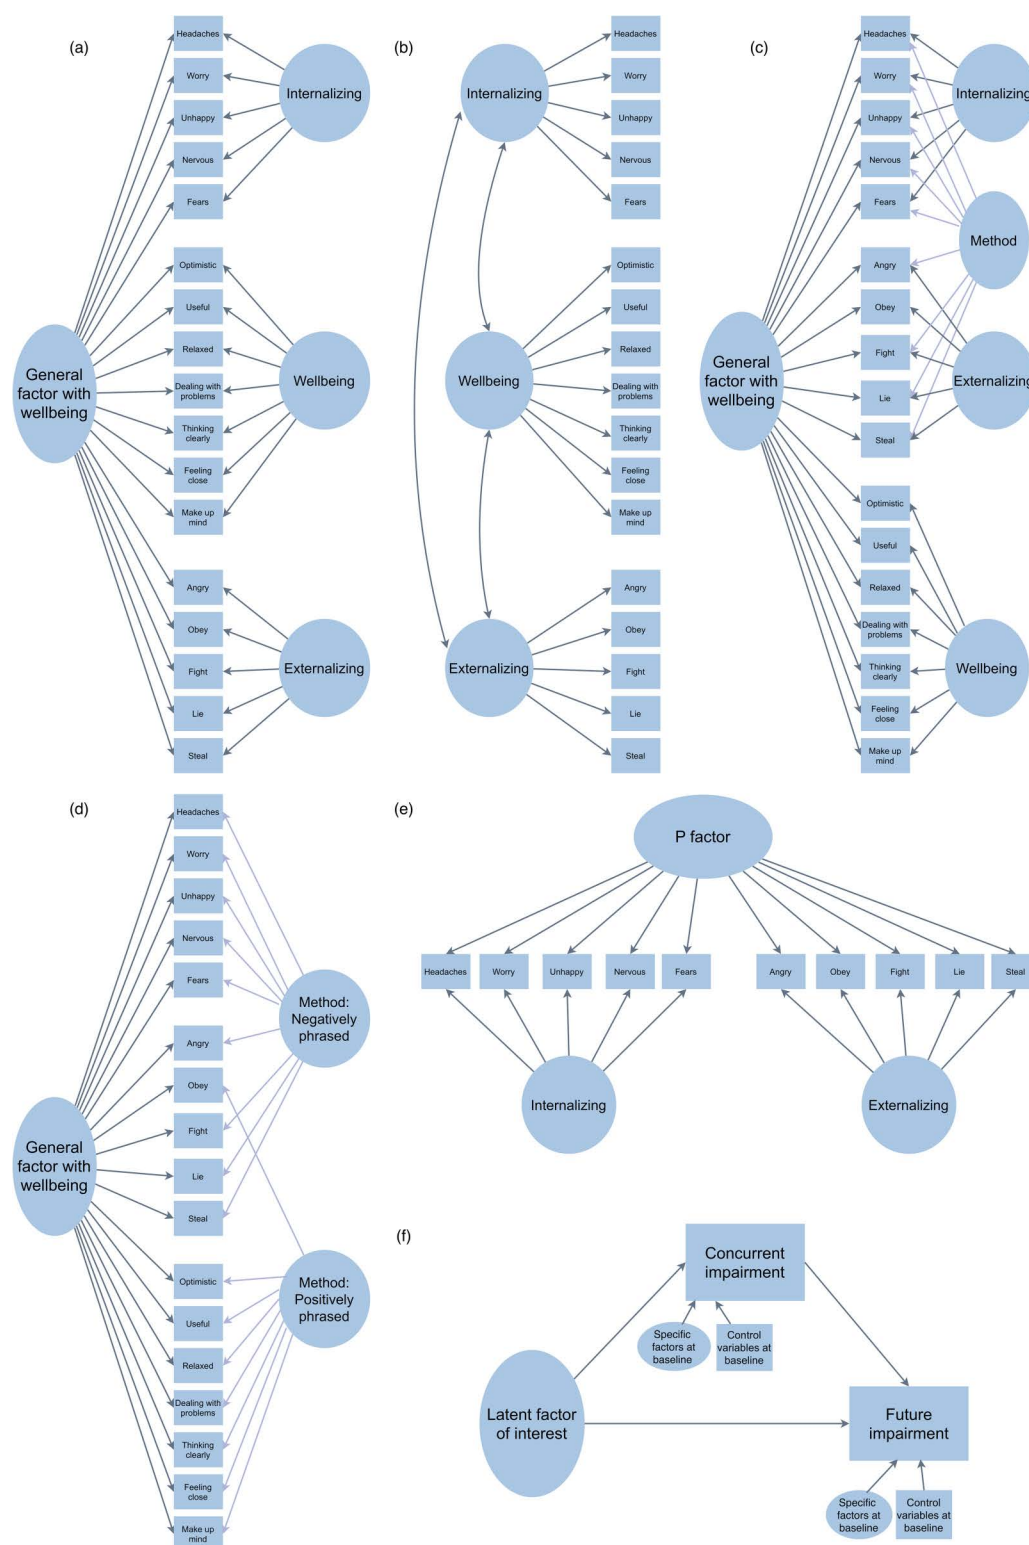 (a)
Headaches
Worry
Unhappy
Nervous
Fears
Optimistic
Useful
Relaxed
Dealing with
problems
Thinking
clearly
Feeling
close
Make up
mind
Angry
Obey
Fight
Lie
Steal
General
factor with
wellbeing
Internalizing
Wellbeing
Externalizing
(b)
Internalizing
Wellbeing
Externalizing
Headaches
Worry
Unhappy
Nervous
Fears
Optimistic
Useful
Relaxed
Dealing with
problems
Thinking
clearly
Feeling
close
Make up
mind
Angry
Obey
Fight
Lie
Steal
(c)
Headaches
Worry
Unhappy
Nervous
Fears
Angry
Obey
Fight
Lie
Steal
Optimistic
Useful
Relaxed
Dealing with
problems
Thinking
clearly
Feeling
close
Make up
mind
General
factor with
wellbeing
Internalizing
Method
Externalizing
Wellbeing
(d)
Headaches
Worry
Unhappy
Nervous
Fears
Angry
Obey
Fight
Lie
Steal
Optimistic
Useful
Relaxed
Dealing with
problems
Thinking
clearly
Feeling
close
Make up
mind
General
factor with
wellbeing
Method:
Negatively
phrased
Method:
Positively
phrased
(e)
P factor
Headaches
Worry
Unhappy
Nervous
Fears
Angry
Obey
Fight
Lie
Steal
Internalizing
Externalizing
(f)
Concurrent
impairment
Specific
factors at
baseline
Control
variables at
baseline
Latent factor
of interest
Future
impairment
Specific
factors at
baseline
Control
variables at
baseline